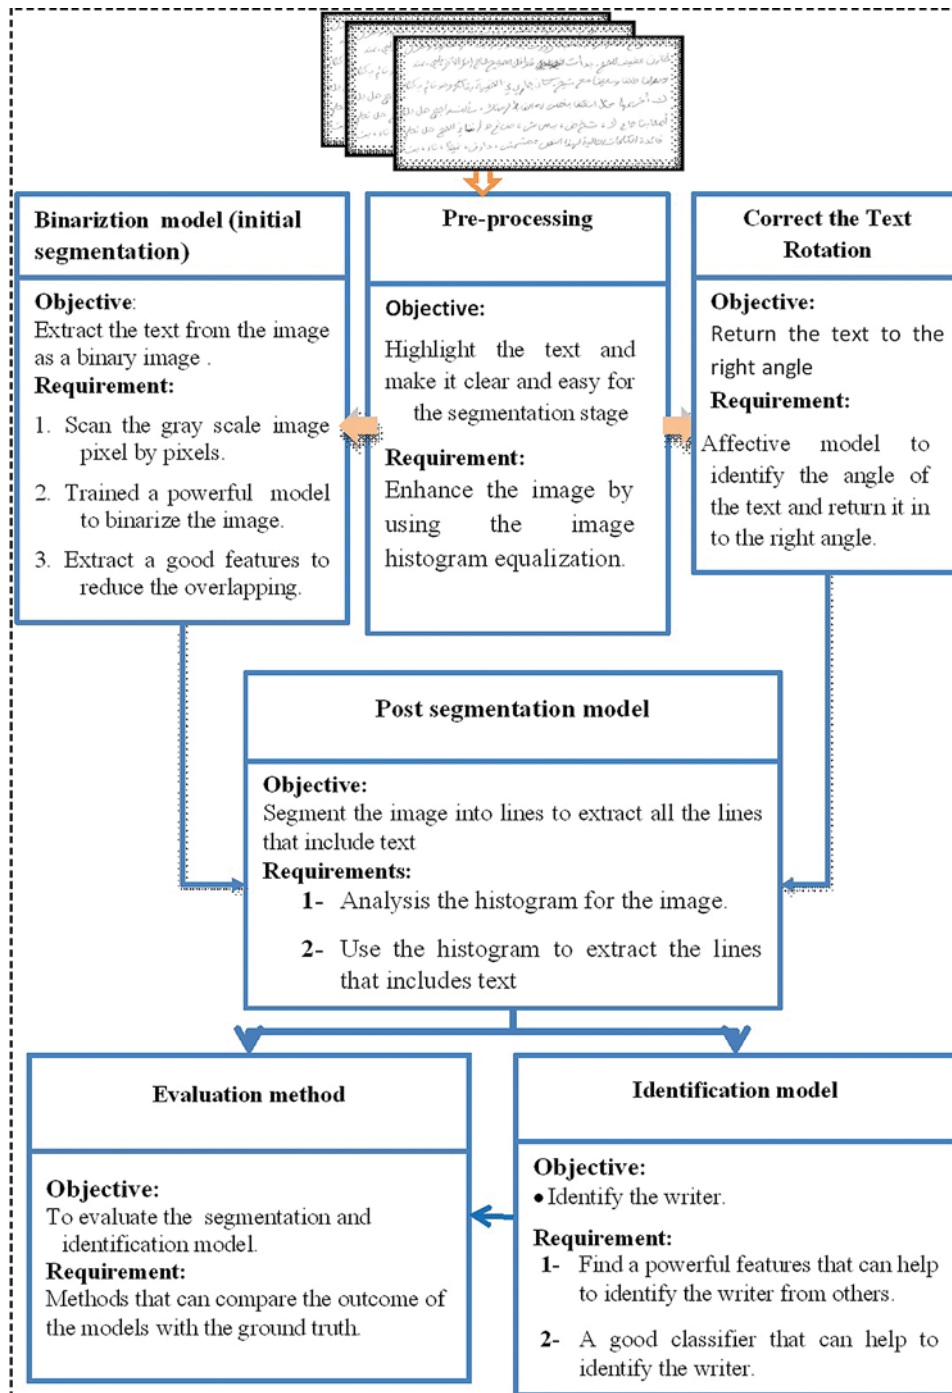 Binariztion model (initial
segmentation)
Objective:
Extract the text from the image
as a binary image .
Requirement:
1. Scan the gray scale image
pixel by pixels.
2. Trained a powerful model
to binarize the image.
3. Extract a good features to
reduce the overlapping.
Pre-processing
Objective:
Highlight the text and
make it clear and easy for
the segmentation stage
Requirement:
Enhance the image by
using the image
histogram equalization.
Correct the Text
Rotation
Objective:
Return the text to the
right angle
Requirement:
Affective model to
identify the angle of
the text and return it in
to the right angle.
Post segmentation model
Objective:
Segment the image into lines to extract all the lines
that include text
Requirements:
1- Analysis the histogram for the image.
2- Use the histogram to extract the lines
that includes text
Evaluation method
Objective:
To evaluate the segmentation and
identification model.
Requirement:
Methods that can compare the outcome of
the models with the ground truth.
Identification model
Objective:
• Identify the writer.
Requirement:
1- Find a powerful features that can help
to identify the writer from others.
2- A good classifier that can help to
identify the writer.